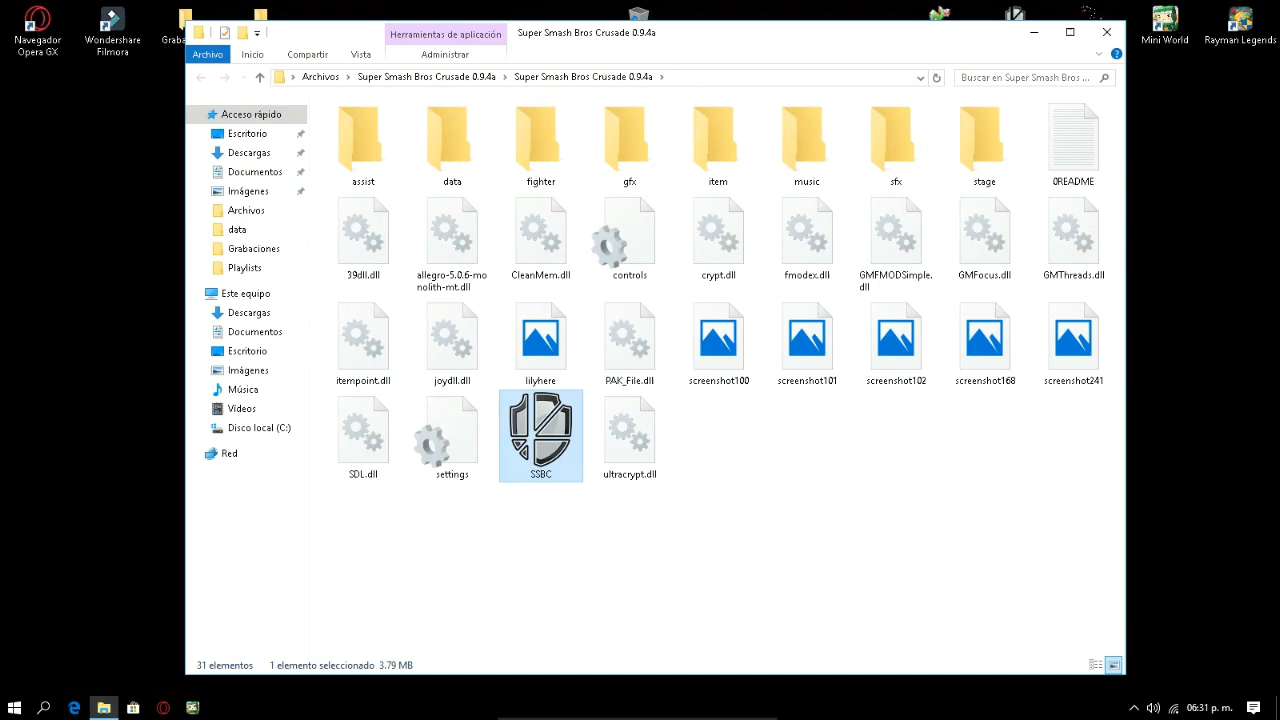 Navegador
Opera GX
Wondershare
Filmora
Mini World
Rayman Legends
Herramientas de aplicación
Super Smash Bros Crusade 0.9.4a
Archivo
Inicio
Compartir
Vista
Administrar
Archivos
Super Smash Bros Crusade 0.9.4a
Super Smash Bros Crusade 0.9.4a
Buscar en Super Smash Bros ...
Acceso rápido
Escritorio
Descargas
Documentos
Imágenes
Archivos
data
Grabaciones
Playlists
Este equipo
Descargas
Documentos
Escritorio
Imágenes
Música
Vídeos
Disco local (C:)
Red
assist
data
fighter
gfx
item
music
sfx
stage
0README
39dll.dll
allegro-5.0.6-mo
nolith-mt.dll
CleanMem.dll
controls
crypt.dll
fmodex.dll
GMFMODSimple.
dll
GMFocus.dll
GMThreads.dll
itempoint.dll
joydll.dll
lilyhere
PAK_File.dll
screenshot100
screenshot101
screenshot102
screenshot168
screenshot241
SDL.dll
settings
SSBC
ultracrypt.dll
31 elementos
1 elemento seleccionado 3.79 MB
06:31 p. m.